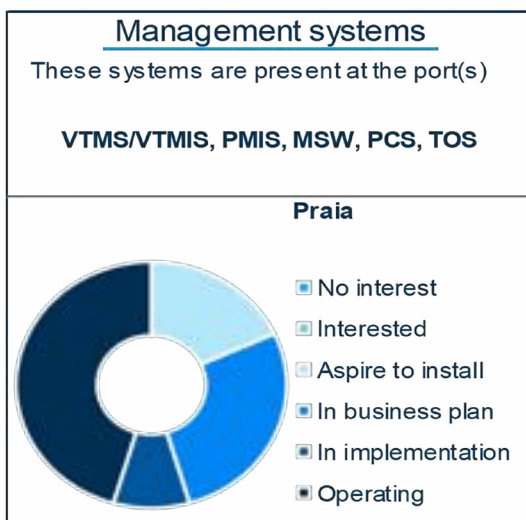 Management systems
These systems are present at the port(s)
VTMS/VTMIS, PMIS, MSW, PCS, TOS
Praia
No interest
Interested
Aspire to install
In business plan
In implementation
Operating